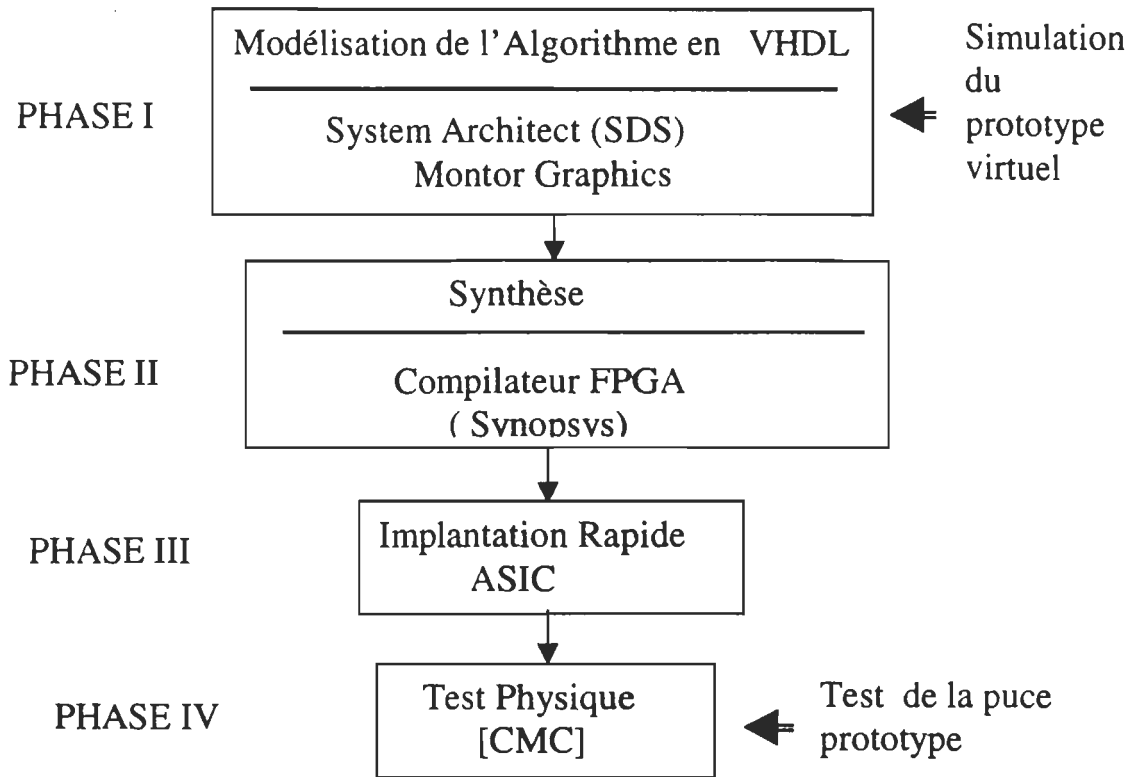 Modélisation de l'Algorithme en VHDL
PHASE I
System Architect (SDS)
Montor Graphics
Simulation
du
prototype
virtuel
PHASE II
Synthèse
Compilateur FPGA
( Synopsys)
PHASE III
Implantation Rapide
ASIC
PHASE IV
Test Physique
[CMC]
Test de la puce
prototype